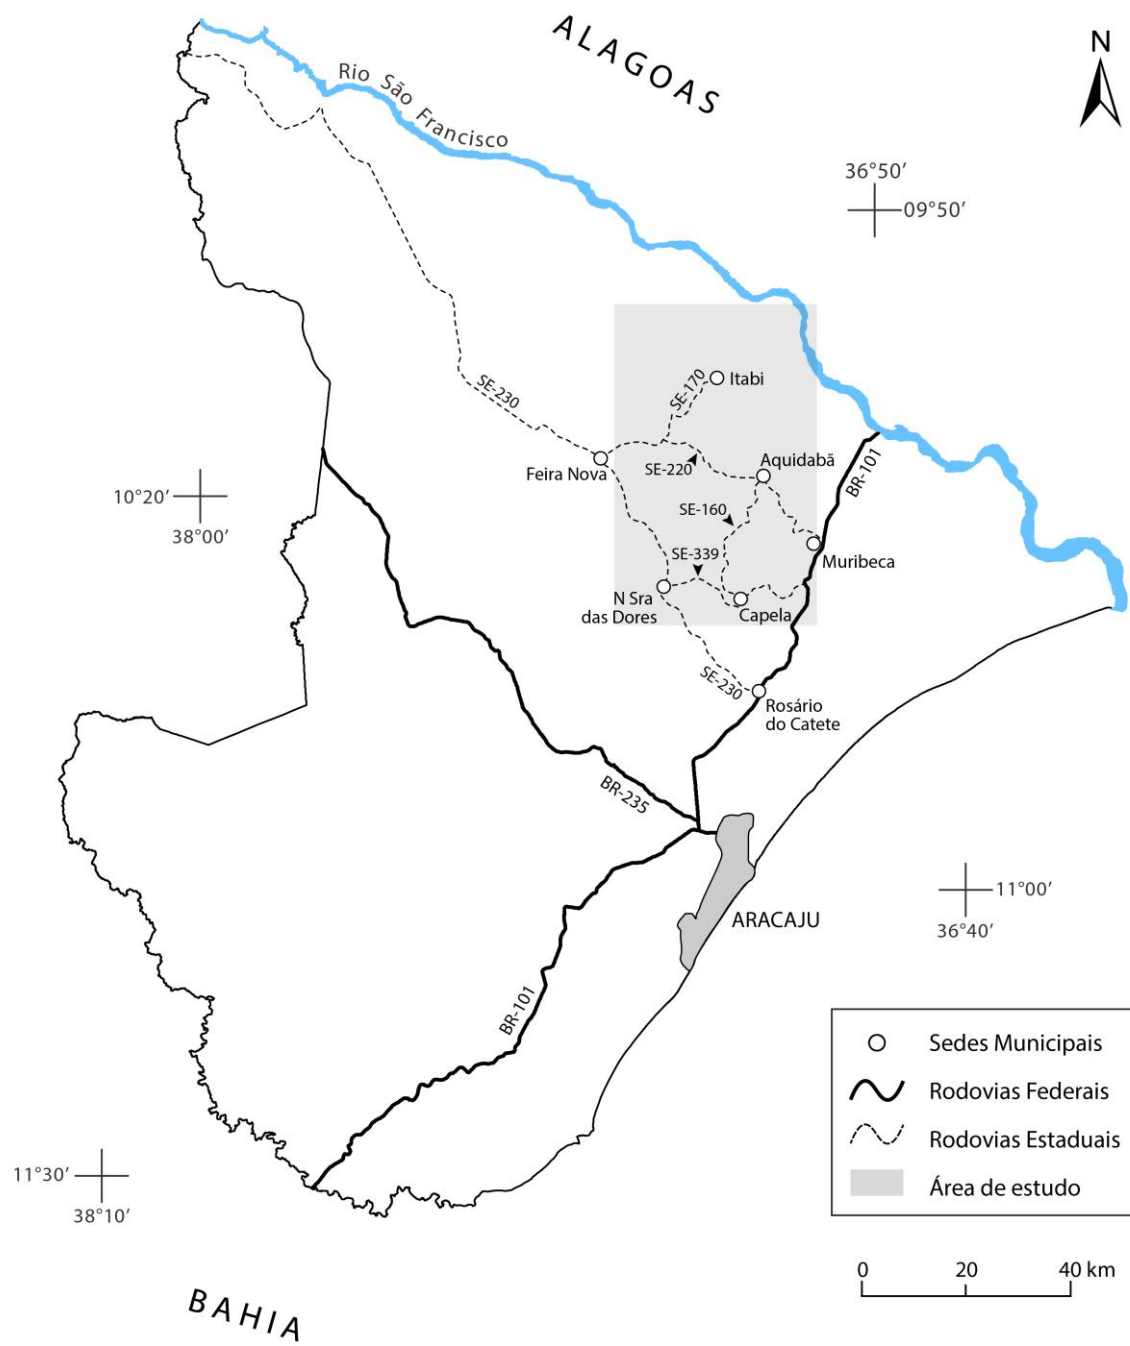 ALAGOAS
N
Rio São Francisco
36°50′
09°50′
SE-170
Itabi
SE-230
Feira Nova
SE-220
Aquidabã
BR-101
10°20′
38°00′
SE-160
SE-339
Muribeca
N Sra
das Dores
Capela
SE-230
Rosário
do Catete
BR-235
11°00′
36°40′
ARACAJU
BR-101
Sedes Municipais
Rodovias Federais
Rodovias Estaduais
Área de estudo
11°30′
38°10′
0 20 40 km
BAHIA